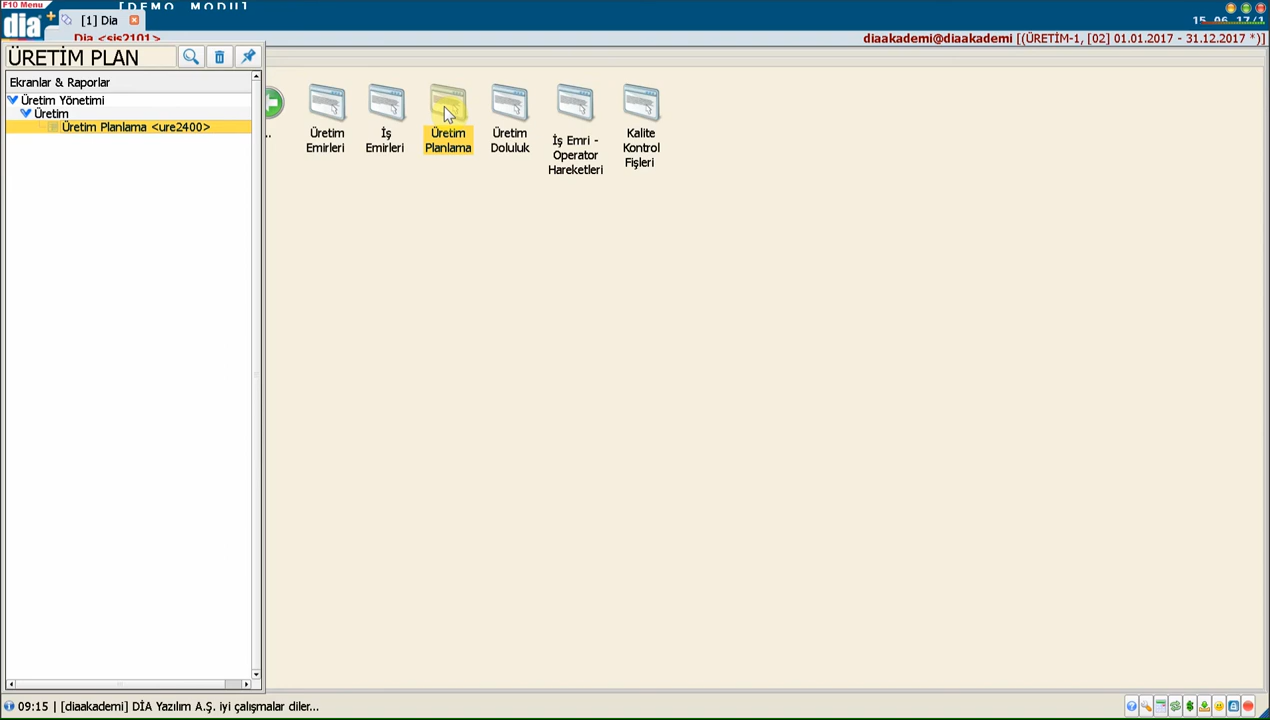 F10 Menu
[DEMO MODU]
dia
[1] Dia
Dia <sis2101>
diaakademi@diaakademi [(ÜRETİM-1, [02] 01.01.2017 - 31.12.2017 *)]
ÜRETİM PLAN
Ekranlar & Raporlar
Üretim Yönetimi
Üretim
Üretim Planlama <ure2400>
..
Üretim
Emirleri
İş
Emirleri
Üretim
Planlama
Üretim
Doluluk
İş Emri -
Operator
Hareketleri
Kalite
Kontrol
Fişleri
09:15 | [diaakademi] DİA Yazılım A.Ş. iyi çalışmalar diler...